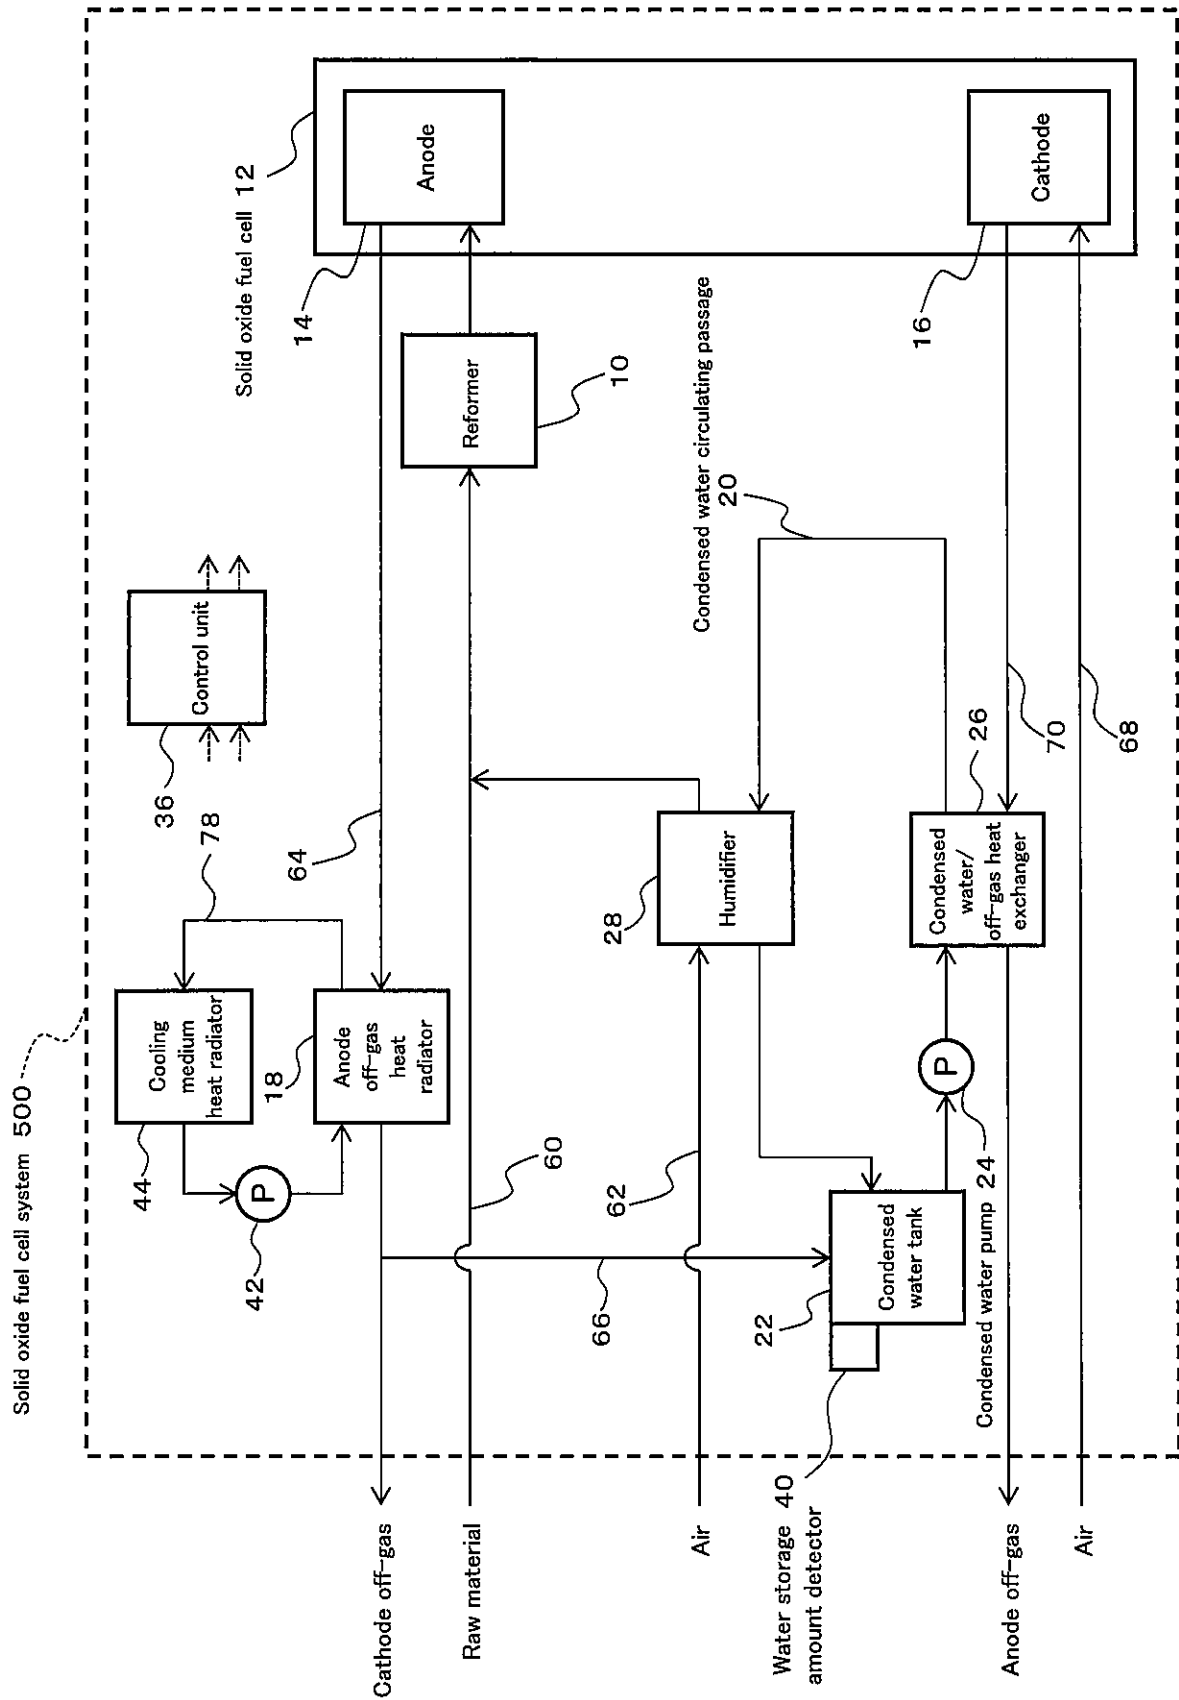 Solid oxide fuel cell system 500
Solid oxide fuel cell 12
Anode
14
Cathode
16
Reformer
10
Control unit
36
78
64
Cooling
medium
heat radiator
44
P
42
18
Anode
off-gas
heat
radiator
60
Condensed water circulating passage
20
Humidifier
28
62
66
Condensed
water/
off-gas heat
exchanger
26
70
68
P
Condensed water pump 24
Condensed
water tank
22
Water storage 40
amount detector
Cathode off-gas
Raw material
Air
Anode off-gas
Air